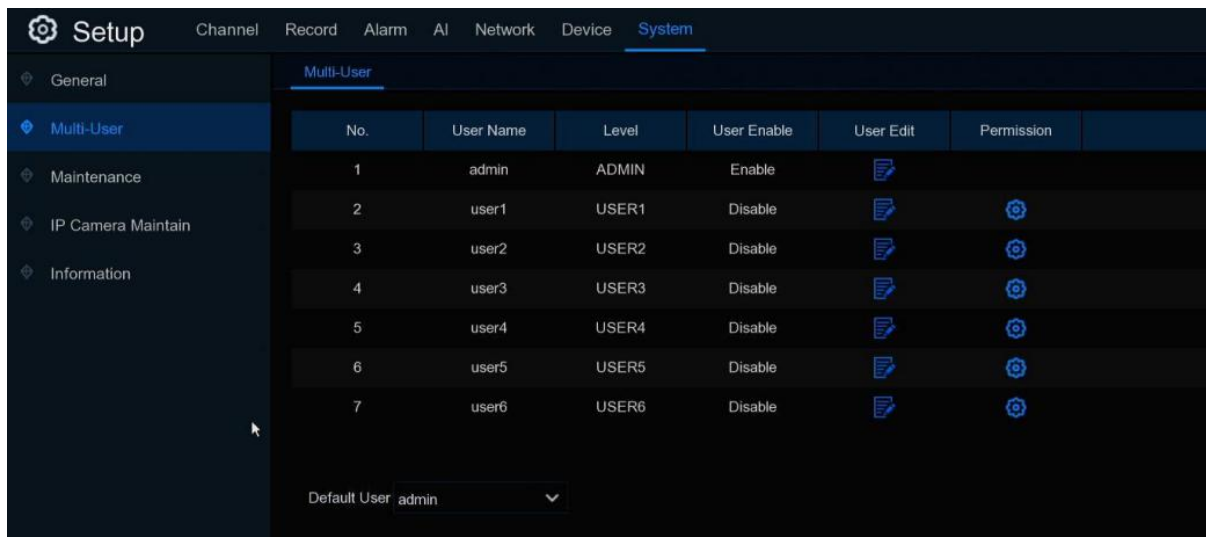 Setup Channel Record Alarm AI Network Device System
General
Multi-User
Maintenance
IP Camera Maintain
Information
Multi-User
No. User Name Level User Enable User Edit Permission
1 admin ADMIN Enable
2 user1 USER1 Disable
3 user2 USER2 Disable
4 user3 USER3 Disable
5 user4 USER4 Disable
6 user5 USER5 Disable
7 user6 USER6 Disable
Default User admin